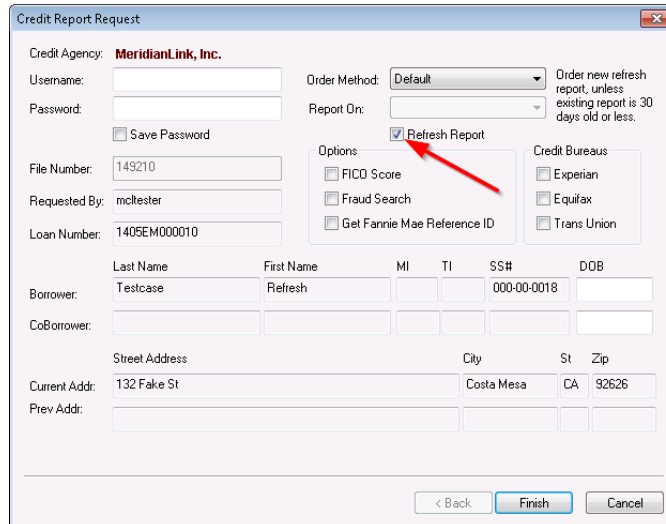 Credit Report Request
Credit Agency: MeridianLink, Inc.
Username:
Order Method: Default
Order new refresh
report, unless
existing report is 30
days old or less.
Password:
Report On:
Save Password
Refresh Report
Options
Credit Bureaus
File Number: 149210
FICO Score
Experian
Requested By: mcltester
Fraud Search
Equifax
Loan Number: 1405EM000010
Get Fannie Mae Reference ID
Trans Union
Last Name First Name MI TI SS# DOB
Borrower: Testcase Refresh 000-00-0018
CoBorrower:
Street Address City St Zip
Current Addr: 132 Fake St Costa Mesa CA 92626
Prev Addr:
< Back Finish Cancel